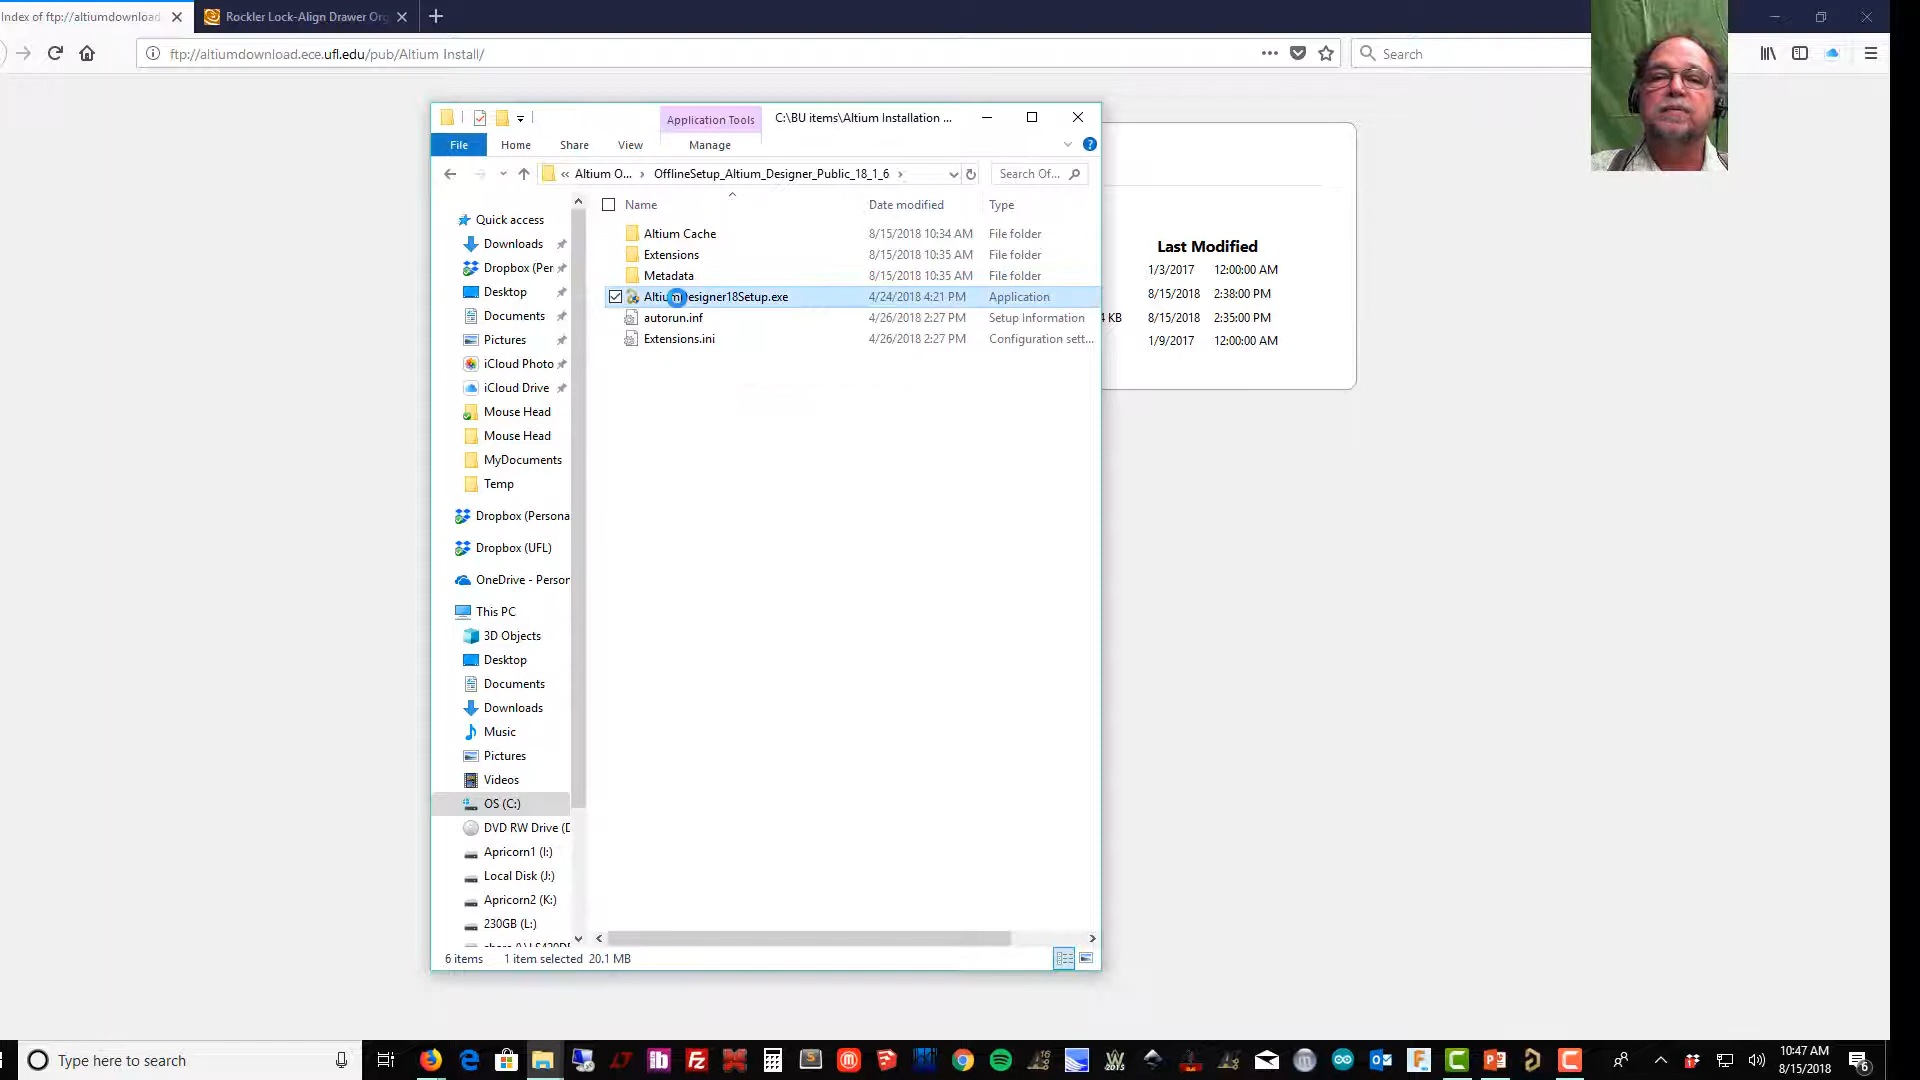 Index of ftp://altiumdownload
Rockler Lock-Align Drawer Org
ftp://altiumdownload.ece.ufl.edu/pub/Altium Install/
Search
Application Tools
C:\BU items\Altium Installation ...
File
Home
Share
View
Manage
Altium O...
OfflineSetup_Altium_Designer_Public_18_1_6
Search Of...
Name
Date modified
Type
Altium Cache
8/15/2018 10:34 AM
File folder
Extensions
8/15/2018 10:35 AM
File folder
Metadata
8/15/2018 10:35 AM
File folder
AltiumDesigner18Setup.exe
4/24/2018 4:21 PM
Application
autorun.inf
4/26/2018 2:27 PM
Setup Information
Extensions.ini
4/26/2018 2:27 PM
Configuration sett...
Quick access
Downloads
Dropbox (Per
Desktop
Documents
Pictures
iCloud Photo
iCloud Drive
Mouse Head
Mouse Head
MyDocuments
Temp
Dropbox (Persona
Dropbox (UFL)
OneDrive - Person
This PC
3D Objects
Desktop
Documents
Downloads
Music
Pictures
Videos
OS (C:)
DVD RW Drive (D
Apricorn1 (I:)
Local Disk (J:)
Apricorn2 (K:)
230GB (L:)
6 items
1 item selected 20.1 MB
Last Modified
1/3/2017 12:00:00 AM
8/15/2018 2:38:00 PM
4 KB 8/15/2018 2:35:00 PM
1/9/2017 12:00:00 AM
Type here to search
10:47 AM
8/15/2018
6